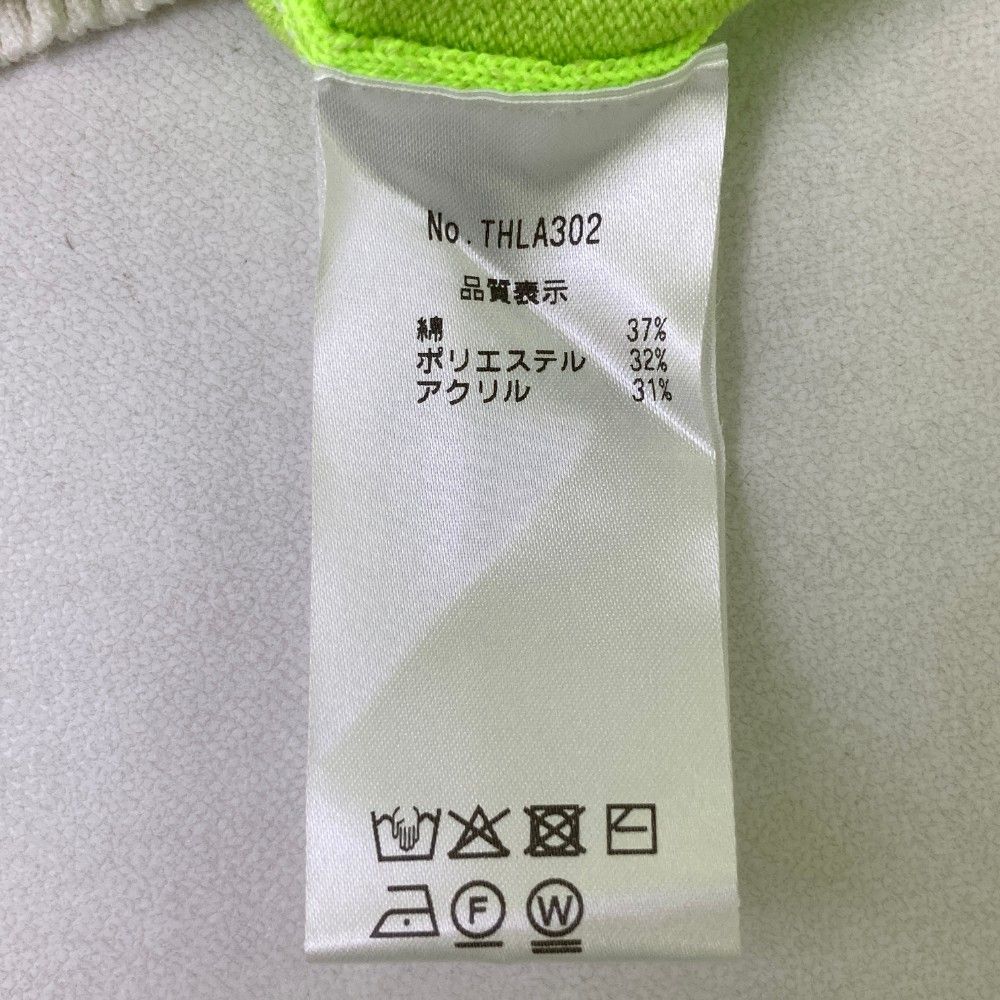 No. THLA302
品質表示
綿 37%
ポリエステル 32%
アクリル 31%
F W